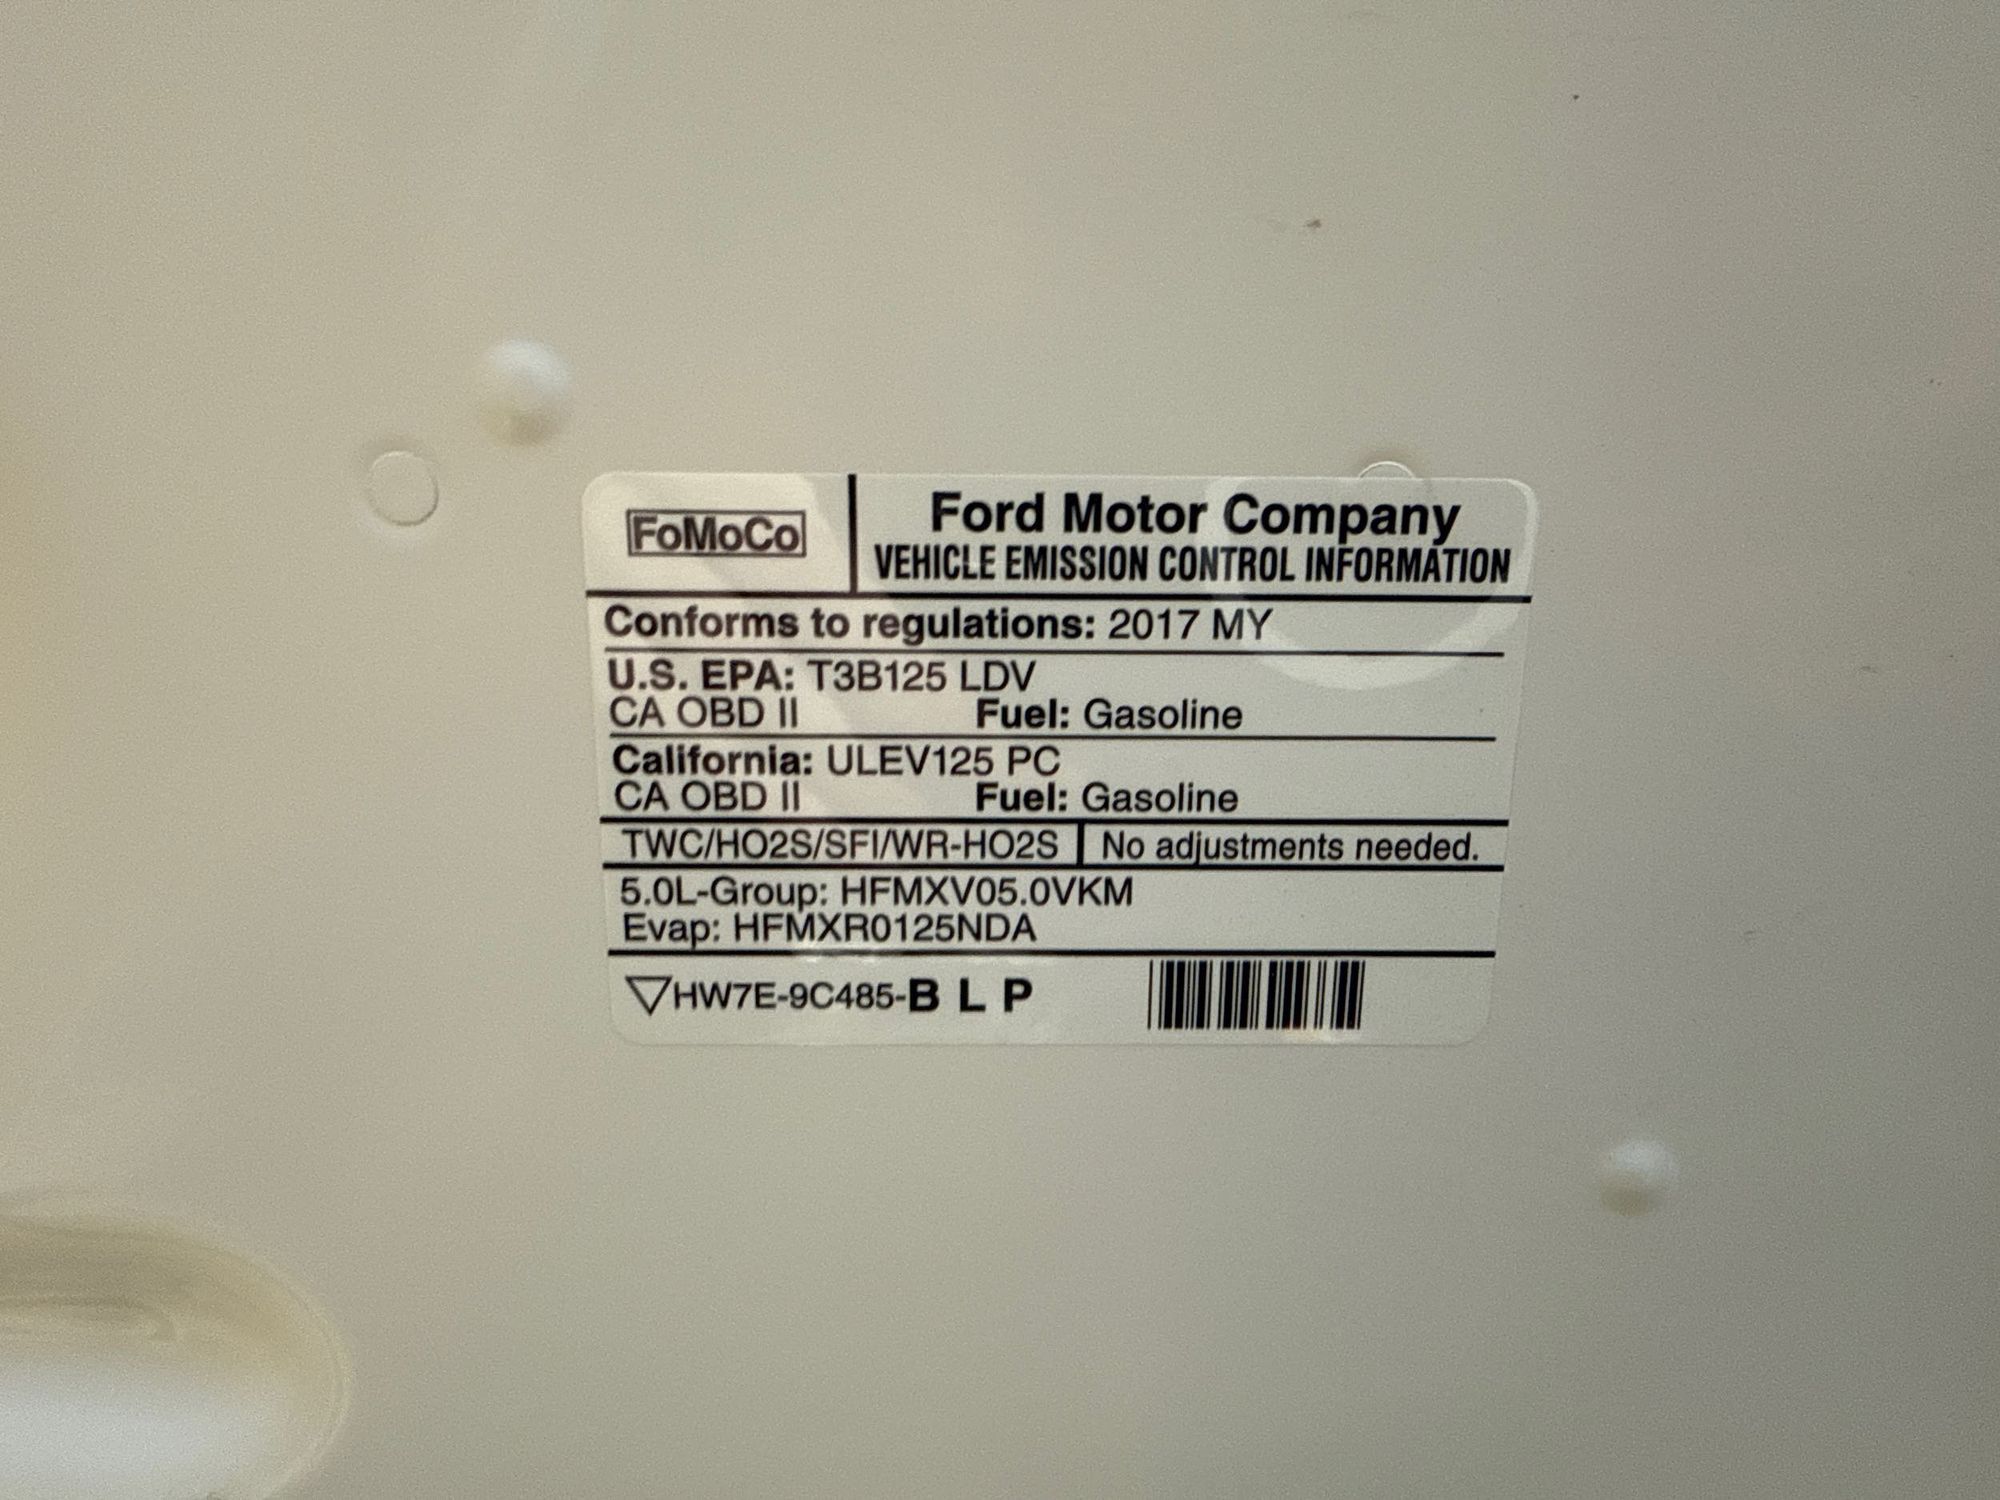 FoMoCo
Ford Motor Company
VEHICLE EMISSION CONTROL INFORMATION
Conforms to regulations: 2017 MY
U.S. EPA: T3B125 LDV
CA OBD II Fuel: Gasoline
California: ULEV125 PC
CA OBD II Fuel: Gasoline
TWC/HO2S/SFI/WR-HO2S No adjustments needed.
5.0L-Group: HFMXV05.0VKM
Evap: HFMXR0125NDA
▽HW7E-9C485-B L P